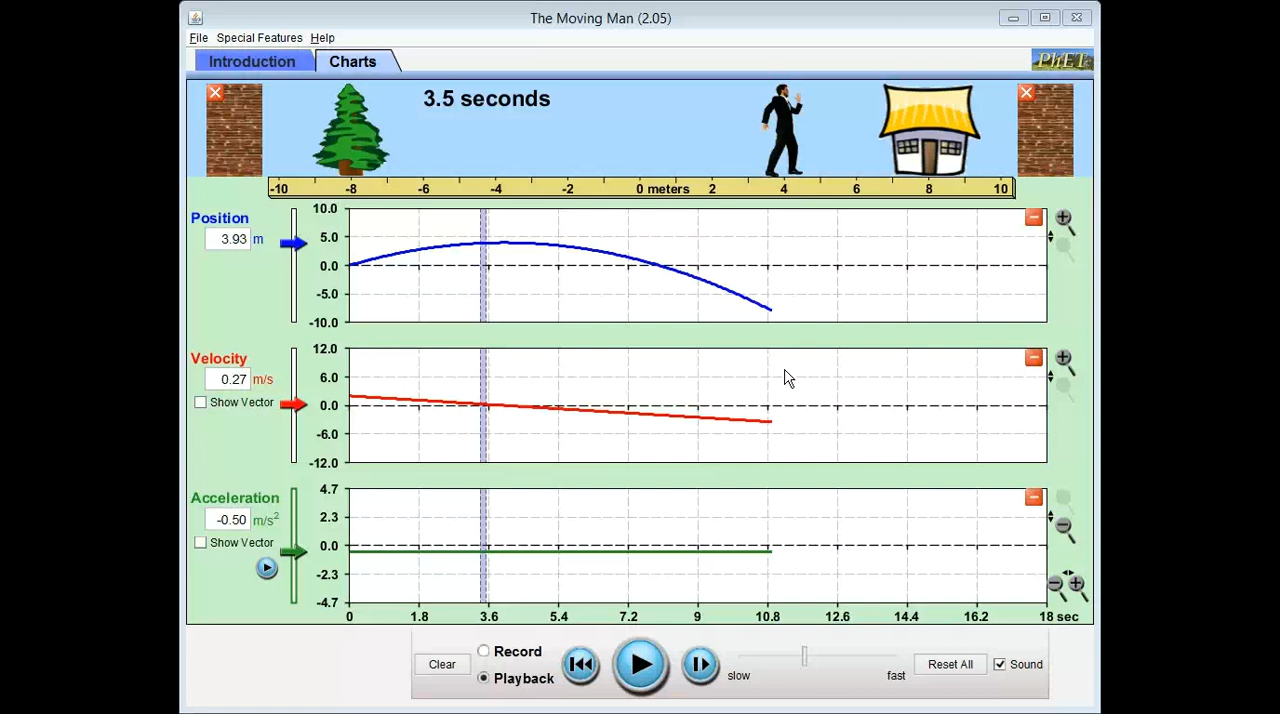 The Moving Man (2.05)
File Special Features Help
Introduction Charts PhET
3.5 seconds
-10 -8 -6 -4 -2 0 meters 2 4 6 8 10
Position
3.93 m
10.0
5.0
0.0
-5.0
-10.0
Velocity
0.27 m/s
Show Vector
12.0
6.0
0.0
-6.0
-12.0
Acceleration
-0.50 m/s²
Show Vector
4.7
2.3
0.0
-2.3
-4.7
0 1.8 3.6 5.4 7.2 9 10.8 12.6 14.4 16.2 18 sec
Clear
Record
Playback
slow fast
Reset All
Sound